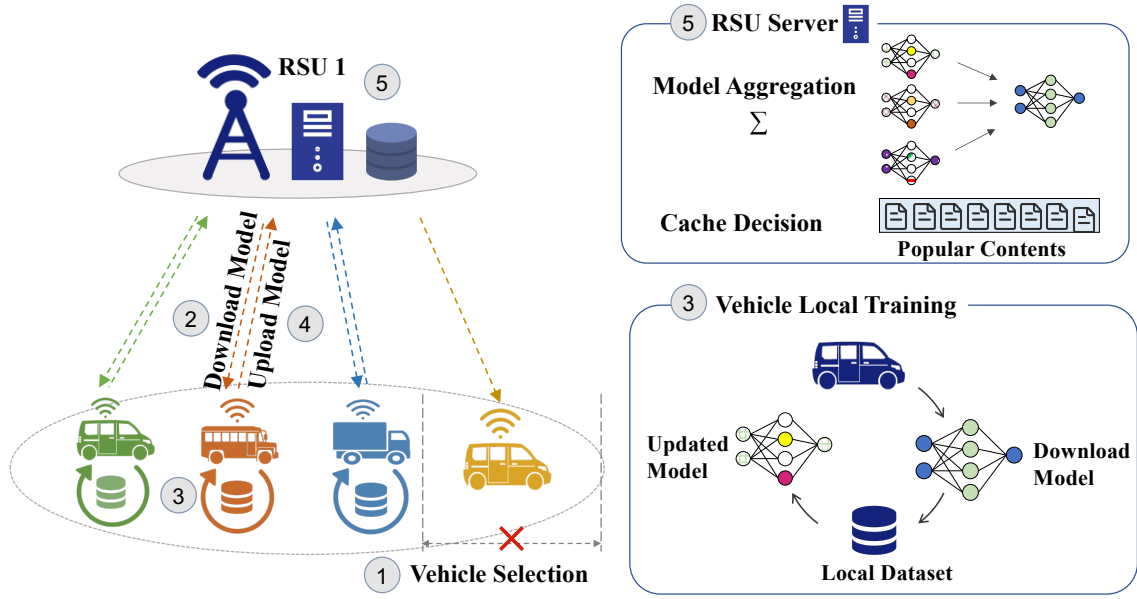 RSU 1
5
2
Download Model
Upload Model
4
3
1
Vehicle Selection
5
RSU Server
Model Aggregation
∑
Cache Decision
Popular Contents
3
Vehicle Local Training
Updated
Model
Download
Model
Local Dataset